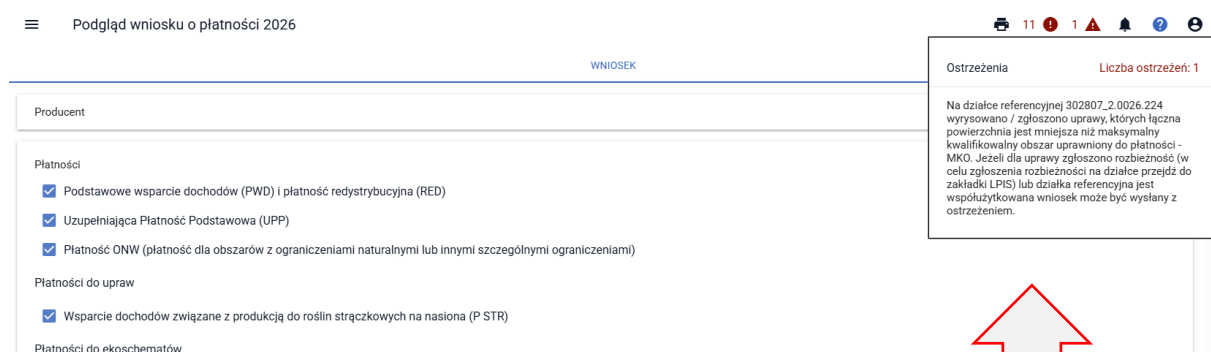 Podgląd wniosku o płatności 2026
11 1
WNIOSEK
Ostrzeżenia Liczba ostrzeżeń: 1
Na działce referencyjnej 302807_2.0026.224
wyrysowano / zgłoszono uprawy, których łączna
powierzchnia jest mniejsza niż maksymalny
kwalifikowalny obszar uprawniony do płatności -
MKO. Jeżeli dla uprawy zgłoszono rozbieżność (w
celu zgłoszenia rozbieżności na działce przejdź do
zakładki LPIS) lub działka referencyjna jest
współużytkowana wniosek może być wysłany z
ostrzeżeniem.
Producent
Płatności
Podstawowe wsparcie dochodów (PWD) i płatność redystrybucyjna (RED)
Uzupełniająca Płatność Podstawowa (UPP)
Płatność ONW (płatność dla obszarów z ograniczeniami naturalnymi lub innymi szczególnymi ograniczeniami)
Płatności do upraw
Wsparcie dochodów związane z produkcją do roślin strączkowych na nasiona (P STR)
Płatności do ekoschematów